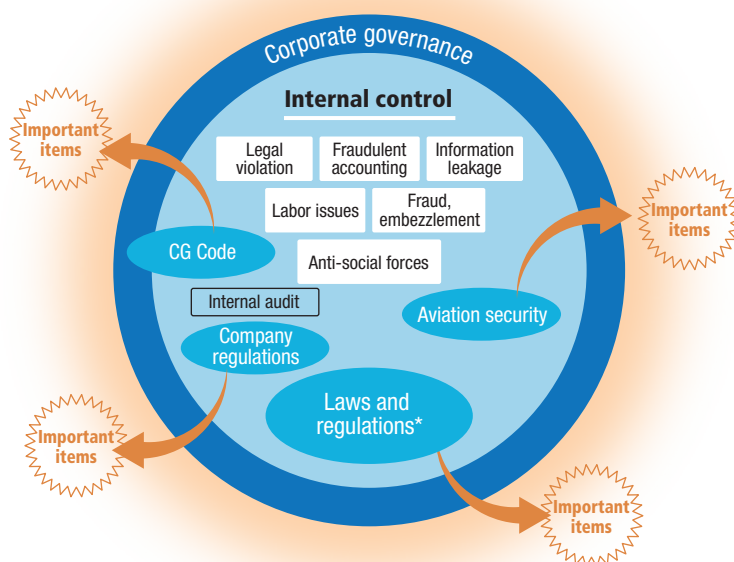 Corporate governance
Internal control
Legal
violation
Fraudulent
accounting
Information
leakage
Labor issues
Fraud,
embezzlement
Anti-social forces
Important
items
CG Code
Important
items
Aviation security
Internal audit
Company
regulations
Laws and
regulations*
Important
items
Important
items